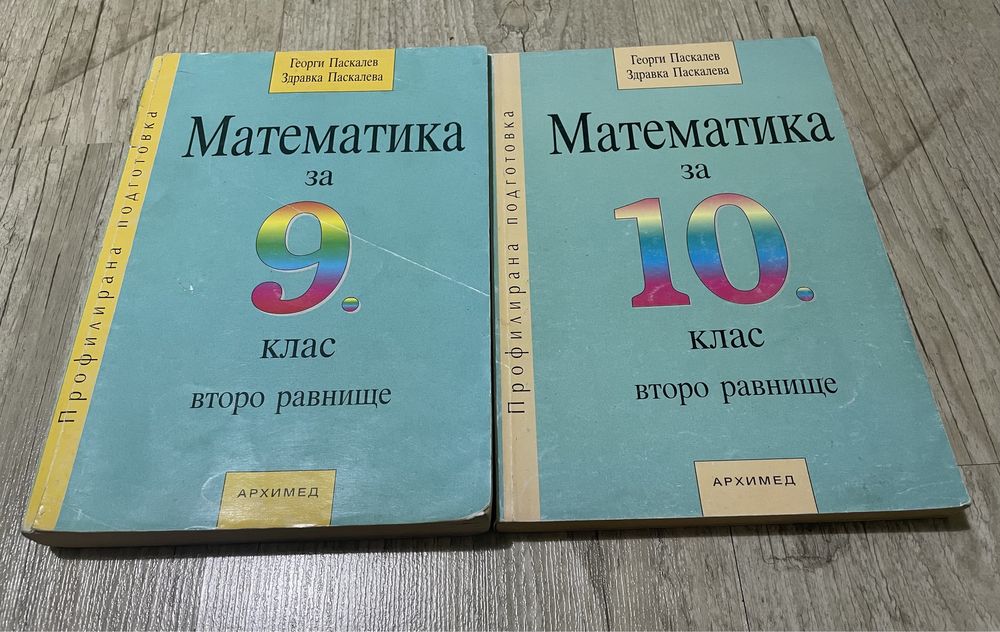 Георги Паскалев
Здравка Паскалева
Математика
за
9.
клас
второ равнище
АРХИМЕД
Профилирана подготовка
Георги Паскалев
Здравка Паскалева
Математика
за
10.
клас
второ равнище
АРХИМЕД
Профилирана подготовка